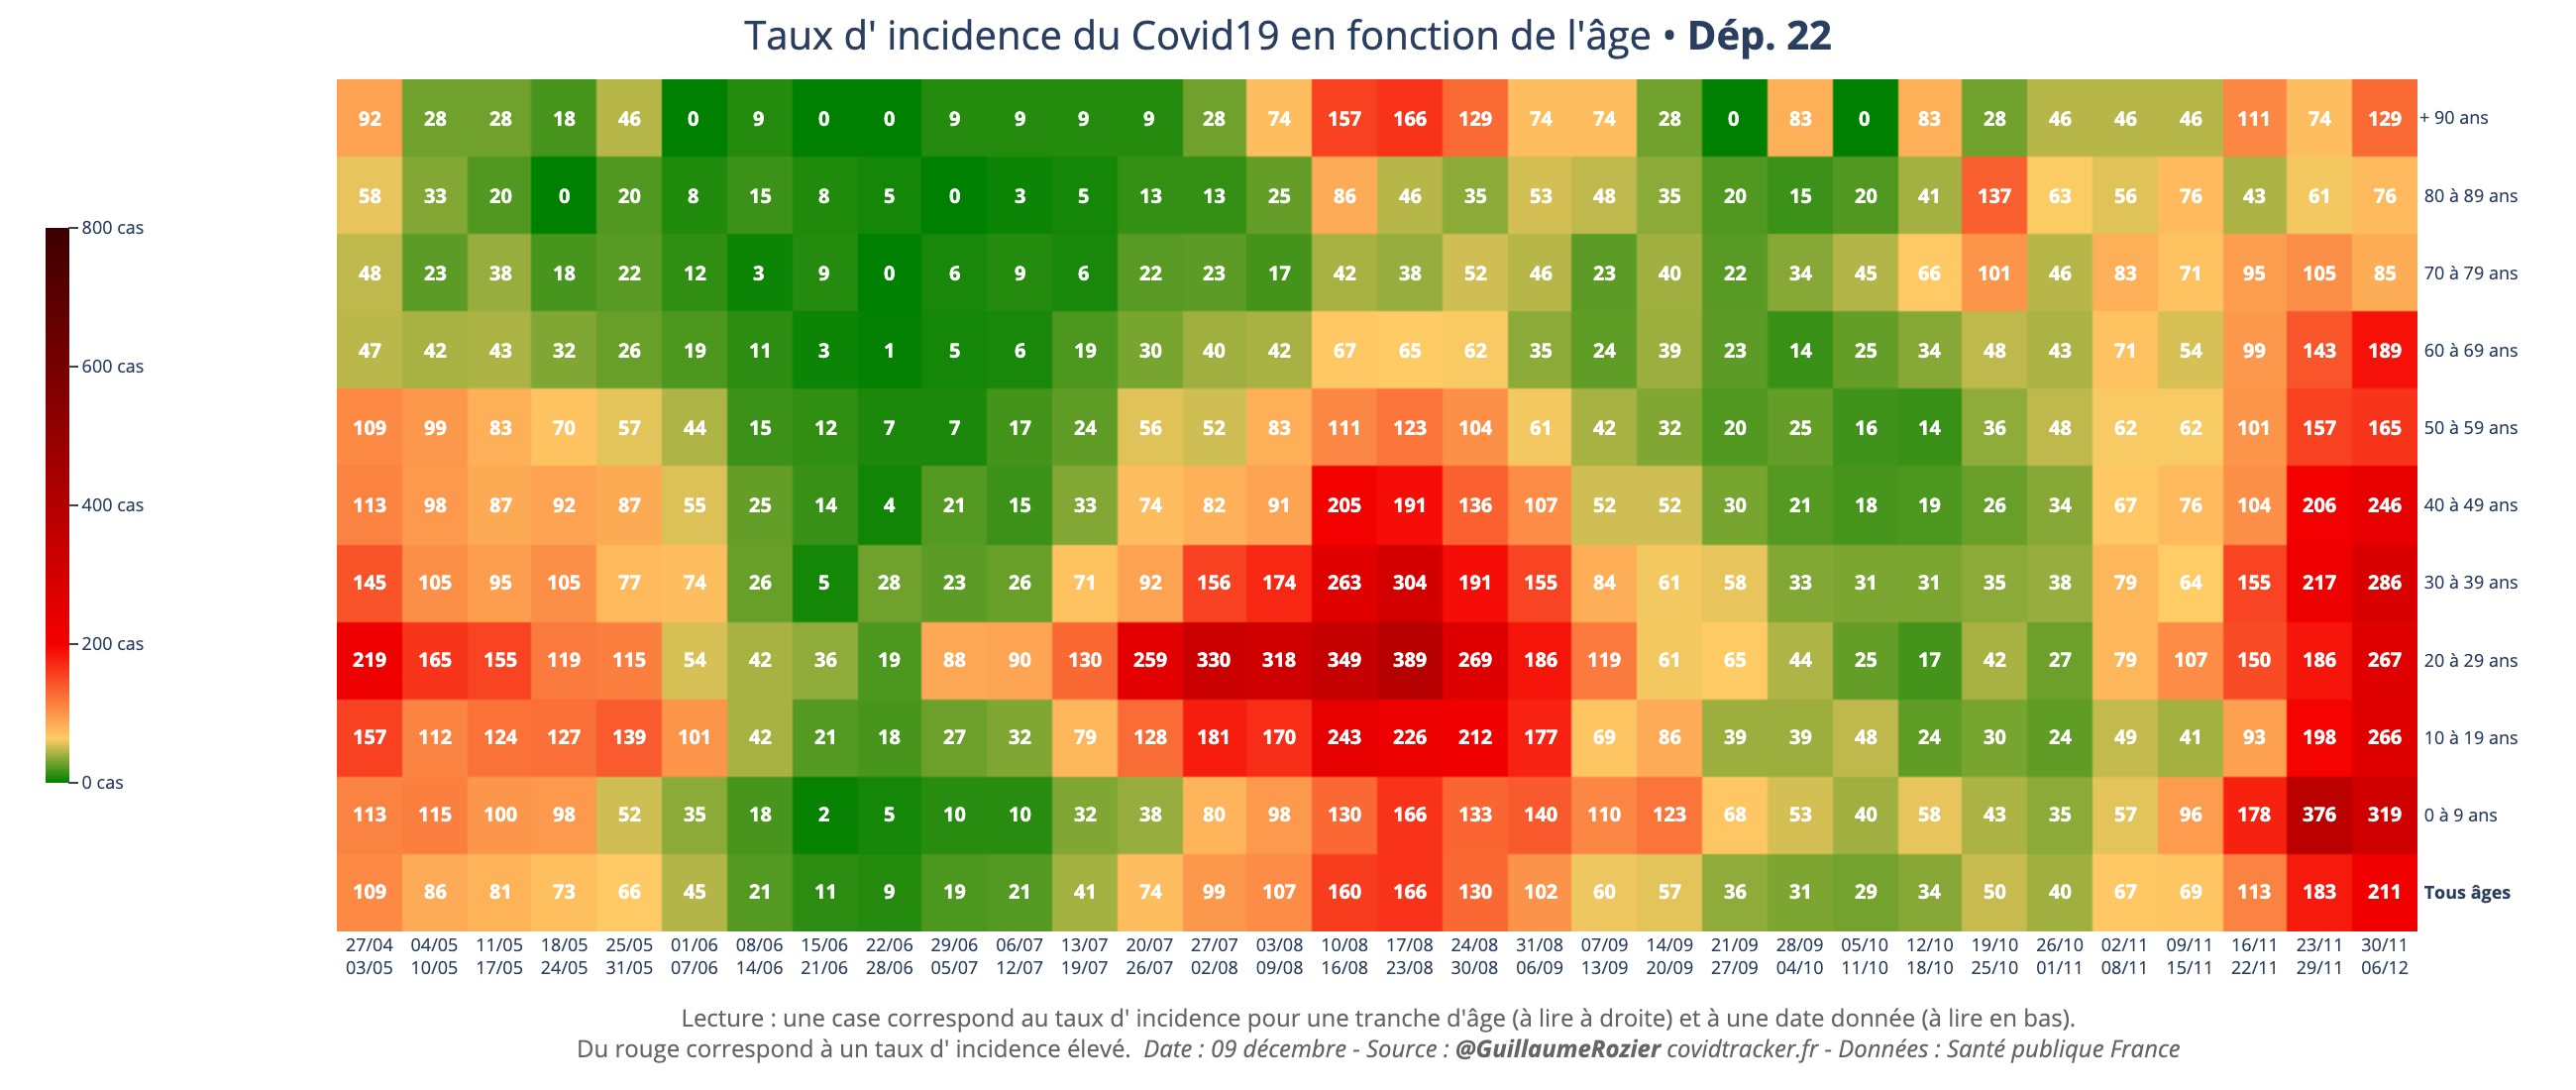 Taux d' incidence du Covid19 en fonction de l'âge • Dép. 22
800 cas
600 cas
400 cas
200 cas
0 cas
92 28 28 18 46 0 9 0 0 9 9 9 9 28 74 157 166 129 74 74 28 0 83 0 83 28 46 46 46 111 74 129 + 90 ans
58 33 20 0 20 8 15 8 5 0 3 5 13 13 25 86 46 35 53 48 35 20 15 20 41 137 63 56 76 43 61 76 80 à 89 ans
48 23 38 18 22 12 3 9 0 6 9 6 22 23 17 42 38 52 46 23 40 22 34 45 66 101 46 83 71 95 105 85 70 à 79 ans
47 42 43 32 26 19 11 3 1 5 6 19 30 40 42 67 65 62 35 24 39 23 14 25 34 48 43 71 54 99 143 189 60 à 69 ans
109 99 83 70 57 44 15 12 7 7 17 24 56 52 83 111 123 104 61 42 32 20 25 16 14 36 48 62 62 101 157 165 50 à 59 ans
113 98 87 92 87 55 25 14 4 21 15 33 74 82 91 205 191 136 107 52 52 30 21 18 19 26 34 67 76 104 206 246 40 à 49 ans
145 105 95 105 77 74 26 5 28 23 26 71 92 156 174 263 304 191 155 84 61 58 33 31 31 35 38 79 64 155 217 286 30 à 39 ans
219 165 155 119 115 54 42 36 19 88 90 130 259 330 318 349 389 269 186 119 61 65 44 25 17 42 27 79 107 150 186 267 20 à 29 ans
157 112 124 127 139 101 42 21 18 27 32 79 128 181 170 243 226 212 177 69 86 39 39 48 24 30 24 49 41 93 198 266 10 à 19 ans
113 115 100 98 52 35 18 2 5 10 10 32 38 80 98 130 166 133 140 110 123 68 53 40 58 43 35 57 96 178 376 319 0 à 9 ans
109 86 81 73 66 45 21 11 9 19 21 41 74 99 107 160 166 130 102 60 57 36 31 29 34 50 40 67 69 113 183 211 Tous âges
27/04 04/05 11/05 18/05 25/05 01/06 08/06 15/06 22/06 29/06 06/07 13/07 20/07 27/07 03/08 10/08 17/08 24/08 31/08 07/09 14/09 21/09 28/09 05/10 12/10 19/10 26/10 02/11 09/11 16/11 23/11 30/11
03/05 10/05 17/05 24/05 31/05 07/06 14/06 21/06 28/06 05/07 12/07 19/07 26/07 02/08 09/08 16/08 23/08 30/08 06/09 13/09 20/09 27/09 04/10 11/10 18/10 25/10 01/11 08/11 15/11 22/11 29/11 06/12
Lecture : une case correspond au taux d' incidence pour une tranche d'âge (à lire à droite) et à une date donnée (à lire en bas).
Du rouge correspond à un taux d' incidence élevé. Date : 09 décembre - Source : @GuillaumeRozier covidtracker.fr - Données : Santé publique France